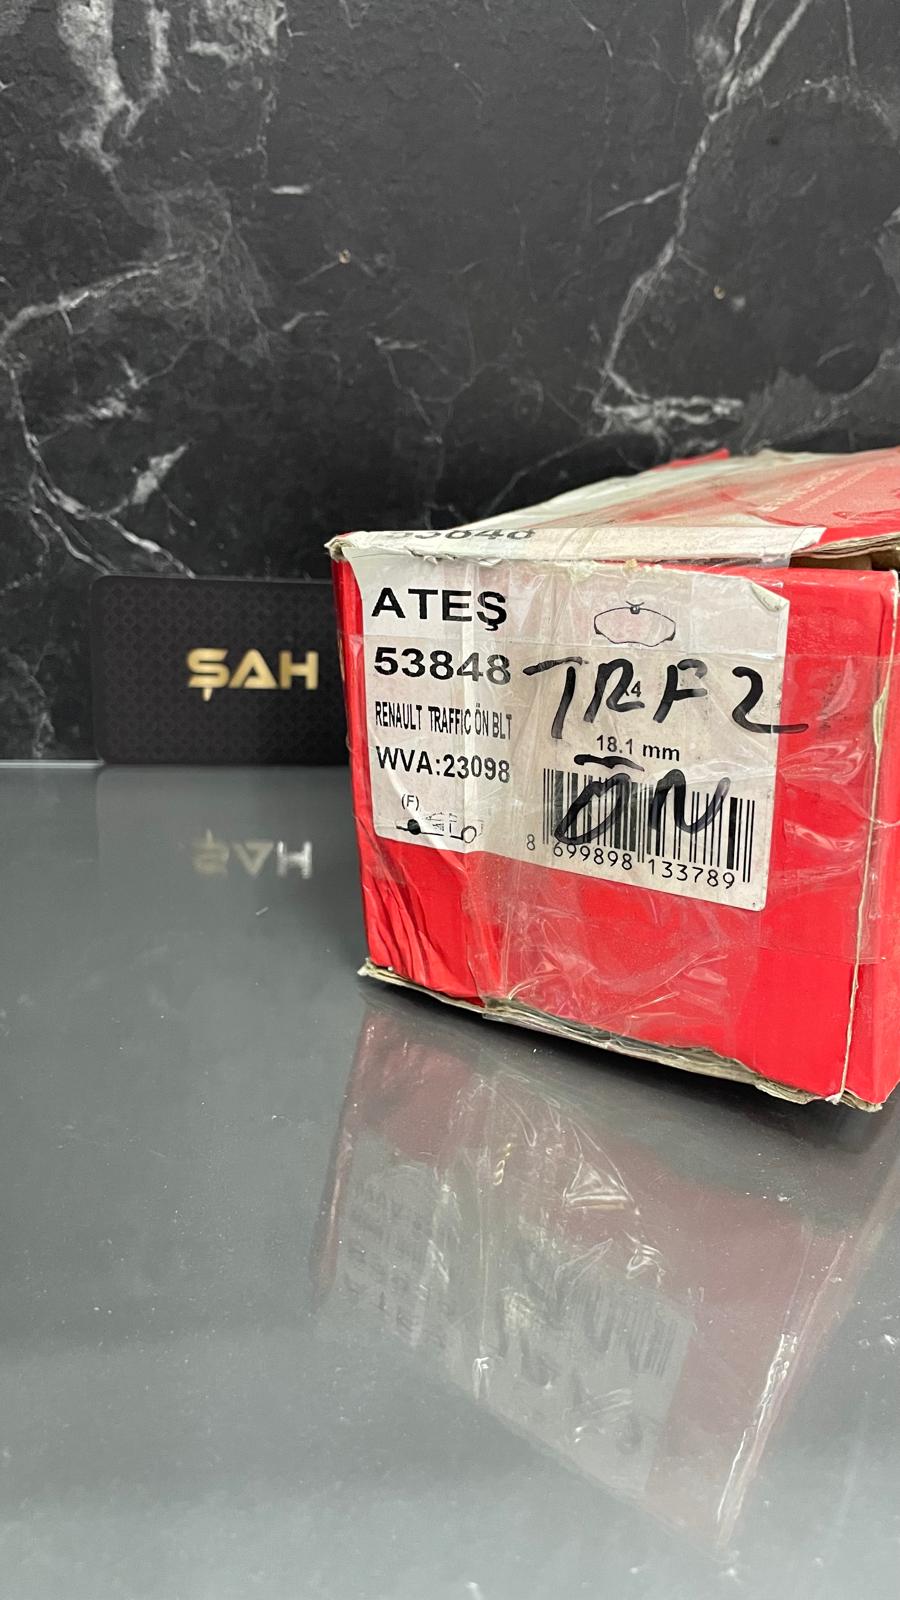 ŞAH
ATEŞ
53848
RENAULT TRAFFIC ÖN BLT
WVA:23098
(F)
TRF2
18.1 mm
ÖN
8 699898 133789